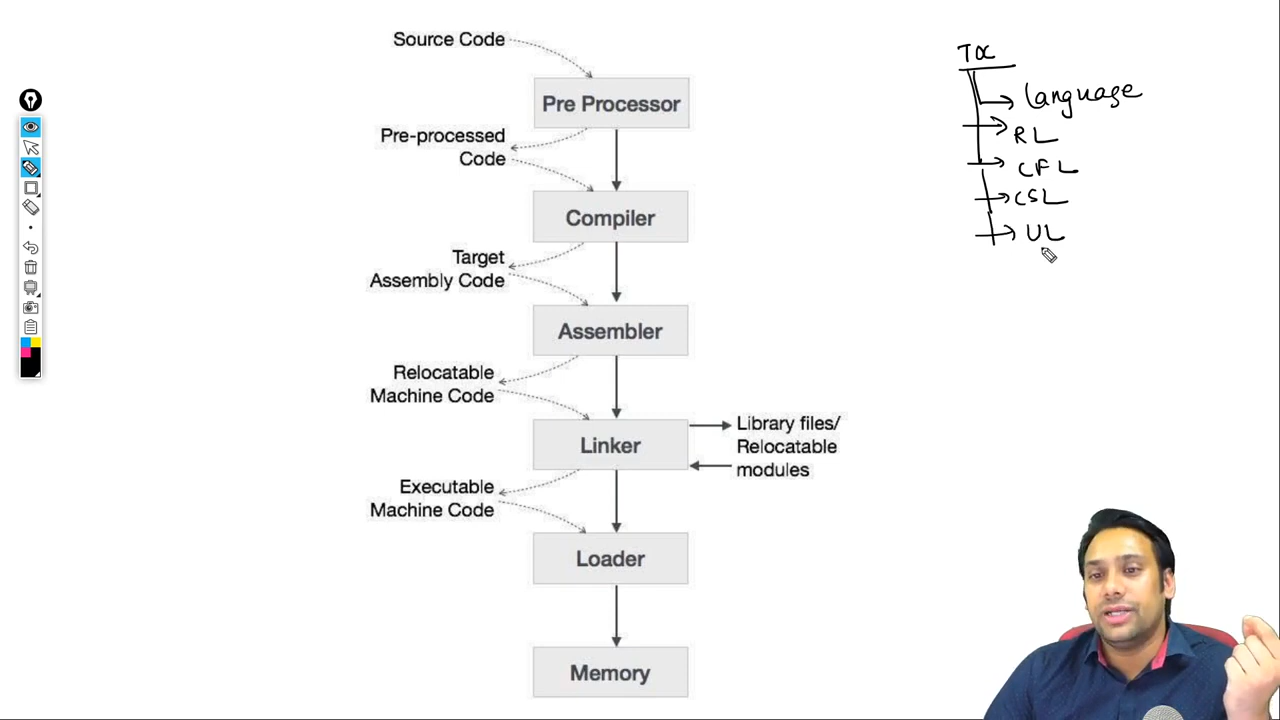 Source Code
Pre Processor
Pre-processed
Code
Compiler
Target
Assembly Code
Assembler
Relocatable
Machine Code
Linker
Library files/
Relocatable
modules
Executable
Machine Code
Loader
Memory
TOC
language
RL
CFL
CSL
UL